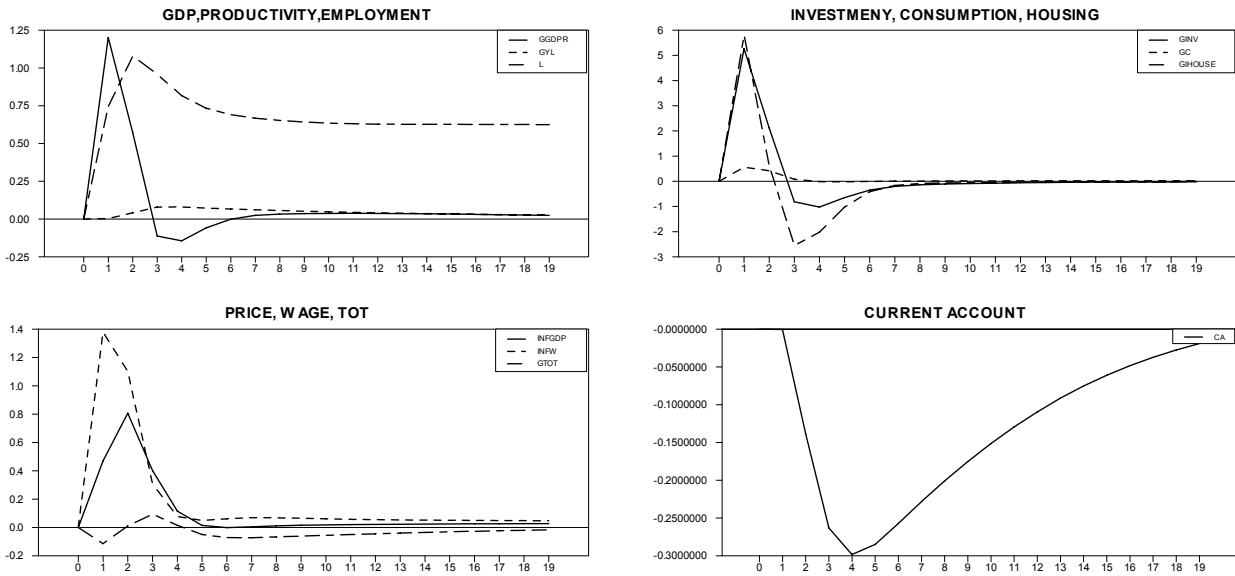 GDP,PRODUCTIVITY,EMPLOYMENT
GGDPR
GYL
L
1.25
1.00
0.75
0.50
0.25
0.00
-0.25
0 1 2 3 4 5 6 7 8 9 10 11 12 13 14 15 16 17 18 19
INVESTMENY, CONSUMPTION, HOUSING
GINV
GC
GIHOUSE
6
5
4
3
2
1
0
-1
-2
-3
0 1 2 3 4 5 6 7 8 9 10 11 12 13 14 15 16 17 18 19
PRICE, WAGE, TOT
INFGDP
INFW
GTOT
1.4
1.2
1.0
0.8
0.6
0.4
0.2
0.0
-0.2
0 1 2 3 4 5 6 7 8 9 10 11 12 13 14 15 16 17 18 19
CURRENT ACCOUNT
CA
-0.0000000
-0.0500000
-0.1000000
-0.1500000
-0.2000000
-0.2500000
-0.3000000
0 1 2 3 4 5 6 7 8 9 10 11 12 13 14 15 16 17 18 19